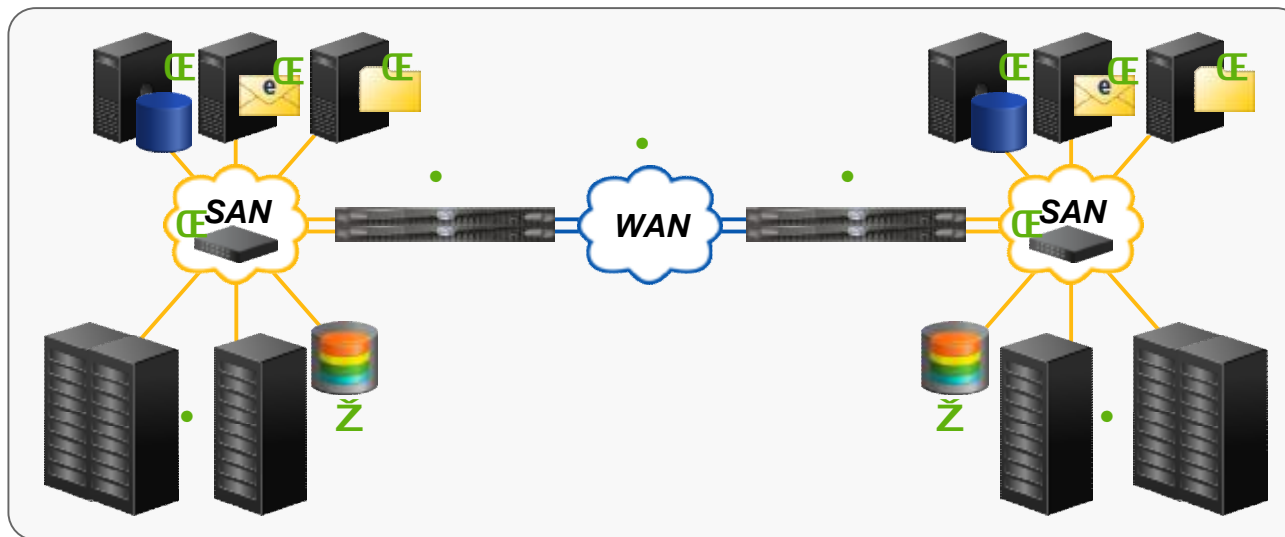 Œ Œ Œ Œ Œ Œ
e e
• • •
SAN WAN SAN
Œ Œ
Ž • Ž •